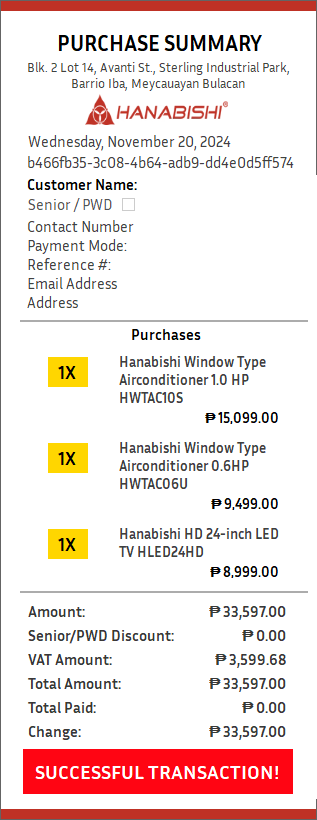 PURCHASE SUMMARY
Blk. 2 Lot 14, Avanti St., Sterling Industrial Park,
Barrio Iba, Meycauayan Bulacan
HANABISHI®
Wednesday, November 20, 2024
b466fb35-3c08-4b64-adb9-dd4e0d5ff574
Customer Name:
Senior / PWD
Contact Number
Payment Mode:
Reference #:
Email Address
Address
Purchases
1X
Hanabishi Window Type
Airconditioner 1.0 HP
HWTAC10S
₱ 15,099.00
1X
Hanabishi Window Type
Airconditioner 0.6HP
HWTAC06U
₱ 9,499.00
1X
Hanabishi HD 24-inch LED
TV HLED24HD
₱ 8,999.00
Amount: ₱ 33,597.00
Senior/PWD Discount: ₱ 0.00
VAT Amount: ₱ 3,599.68
Total Amount: ₱ 33,597.00
Total Paid: ₱ 0.00
Change: ₱ 33,597.00
SUCCESSFUL TRANSACTION!